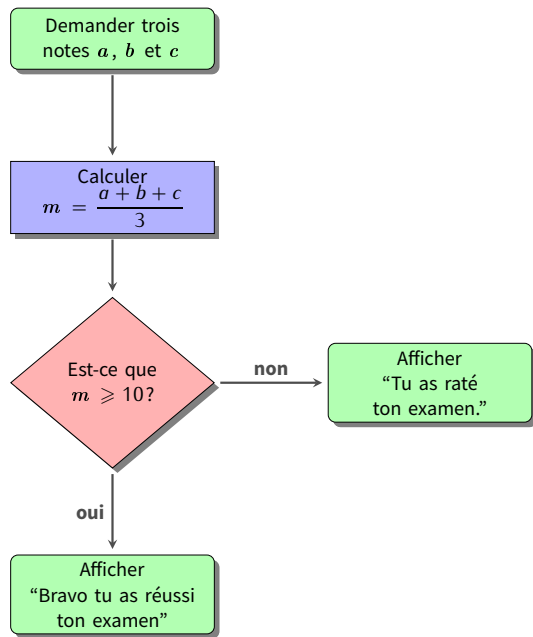 Demander trois
notes a, b et c
Calculer
m = (a + b + c)/3
Est-ce que
m ⩾ 10?
non
Afficher
“Tu as raté
ton examen.”
oui
Afficher
“Bravo tu as réussi
ton examen”